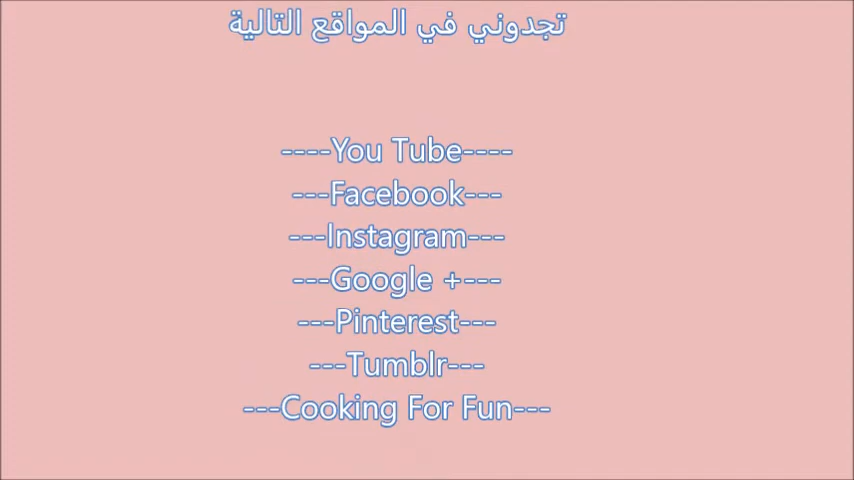 تجدوني في المواقع التالية
----You Tube----
---Facebook---
---Instagram---
---Google +---
---Pinterest---
---Tumblr---
---Cooking For Fun---